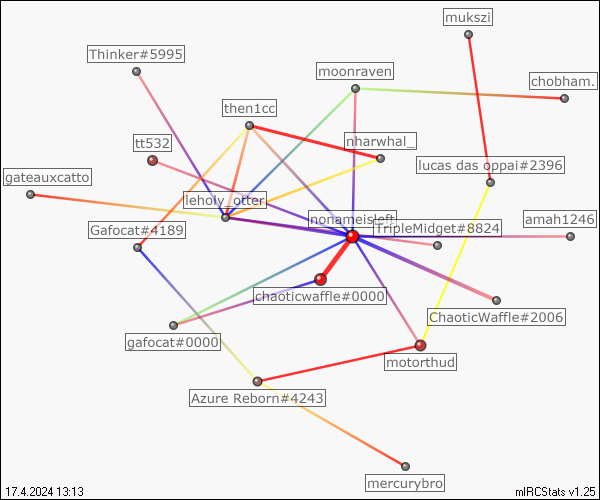 mukszi
Thinker#5995
moonraven
chobham.
then1cc
tt532
nharwhal_
lucas das oppai#2396
gateauxcatto
leholy_otter
nonameisleft
amah1246
Gafocat#4189
TripleMidget#8824
chaoticwaffle#0000
ChaoticWaffle#2006
gafocat#0000
motorthud
Azure Reborn#4243
mercurybro
17.4.2024 13:13
mIRCStats v1.25